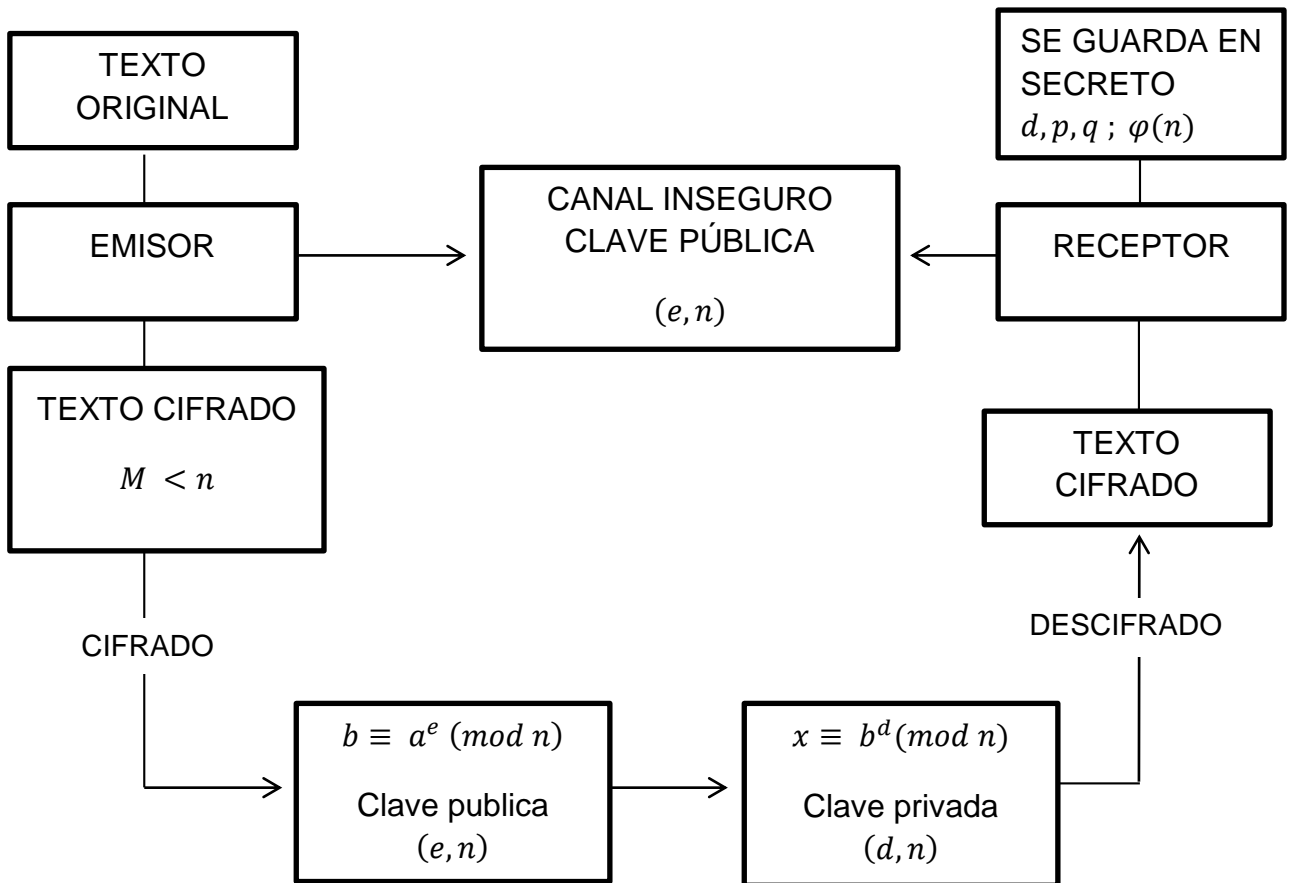 TEXTO
ORIGINAL
SE GUARDA EN
SECRETO
d, p, q ; φ(n)
EMISOR
CANAL INSEGURO
CLAVE PÚBLICA
(e, n)
RECEPTOR
TEXTO CIFRADO
M < n
TEXTO
CIFRADO
CIFRADO
DESCIFRADO
b ≡ a^e (mod n)
Clave publica
(e, n)
x ≡ b^d(mod n)
Clave privada
(d, n)